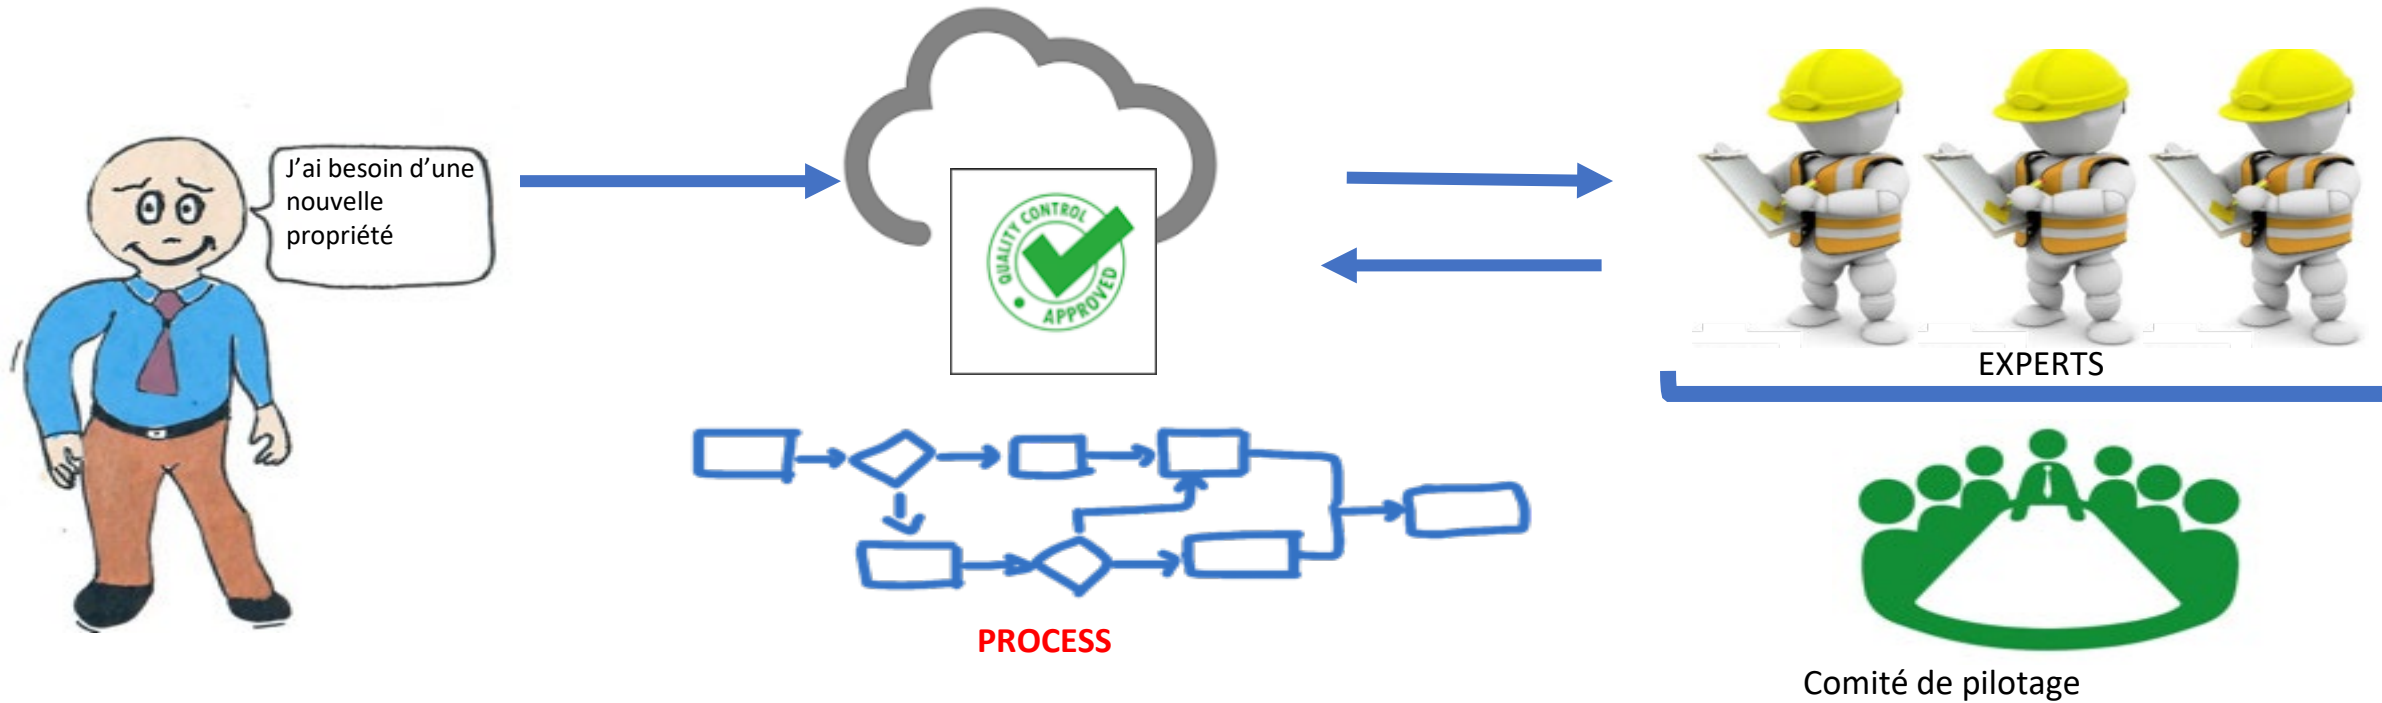 J'ai besoin d'une
nouvelle
propriété
QUALITY CONTROL
APPROVED
EXPERTS
PROCESS
Comité de pilotage